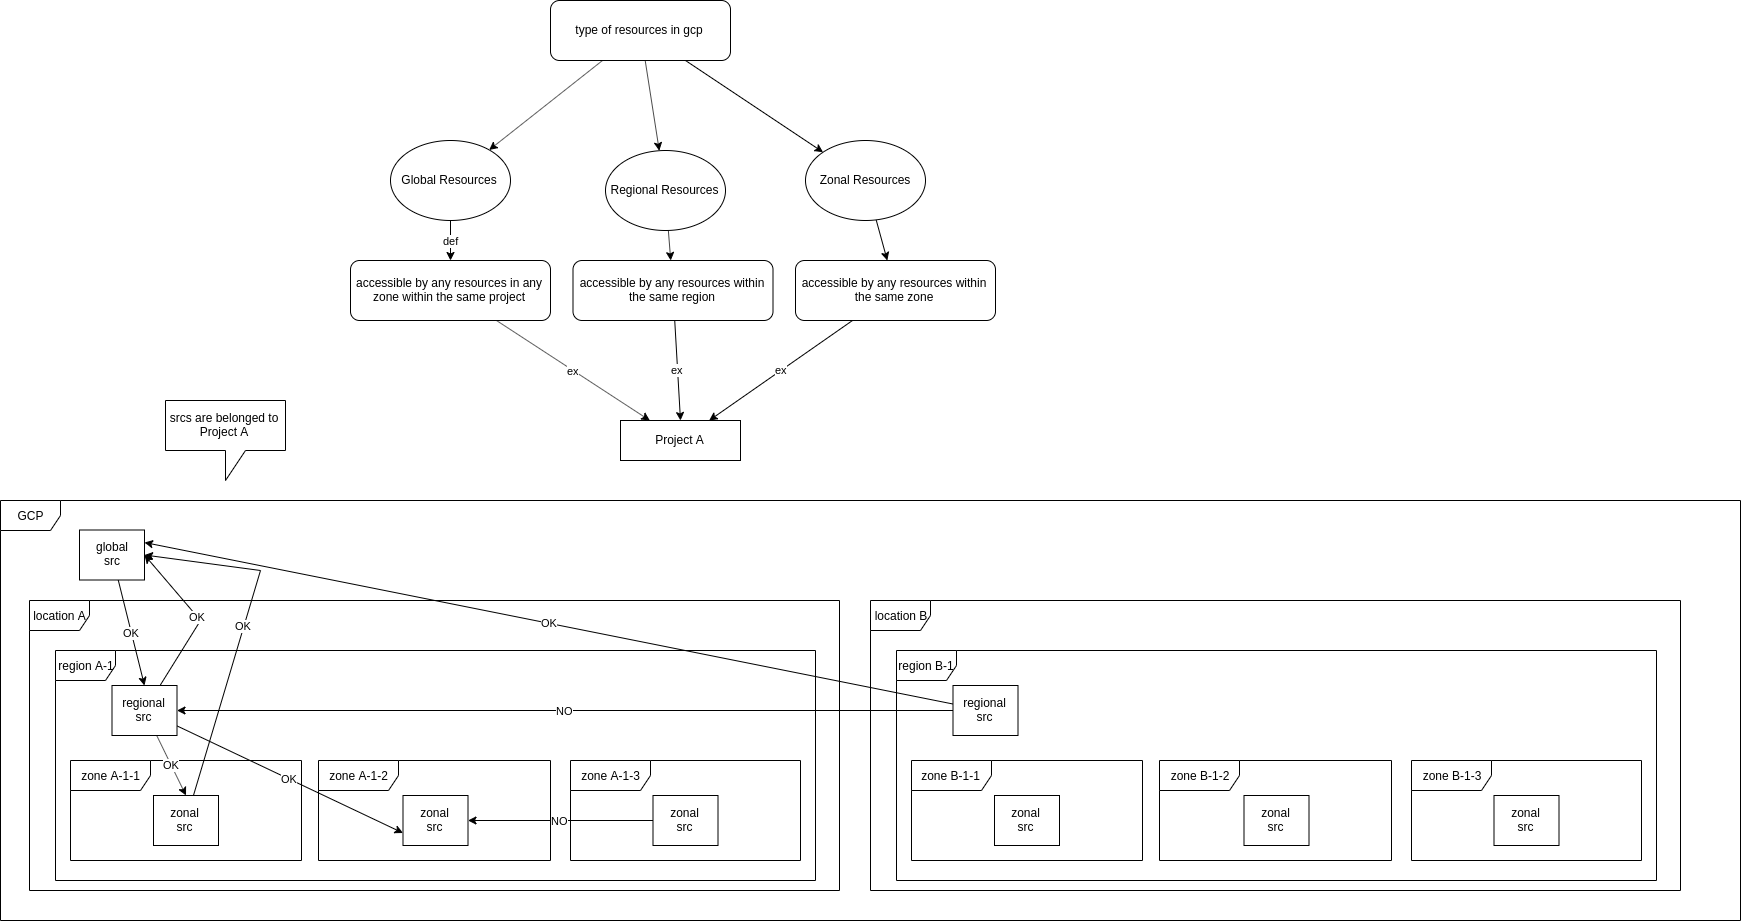 type of resources in gcp
Global Resources
Regional Resources
Zonal Resources
def
accessible by any resources in any
zone within the same project
accessible by any resources within
the same region
accessible by any resources within
the same zone
ex
ex
ex
Project A
srcs are belonged to
Project A
GCP
global
src
location A
OK
OK
OK
OK
location B
region A-1
region B-1
regional
src
NO
regional
src
OK
OK
zone A-1-1
zone A-1-2
zone A-1-3
zone B-1-1
zone B-1-2
zone B-1-3
zonal
src
zonal
src
NO
zonal
src
zonal
src
zonal
src
zonal
src